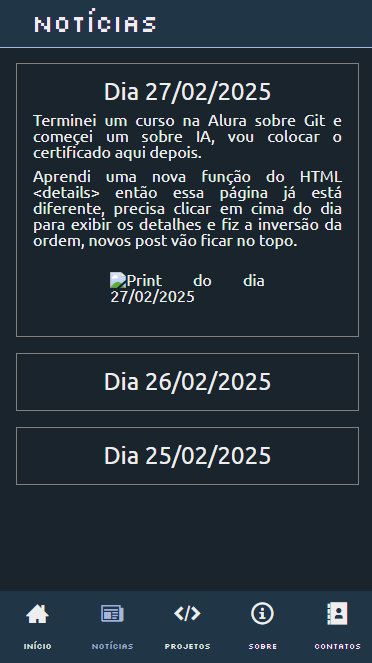 NOTÍCIAS
Dia 27/02/2025
Terminei um curso na Alura sobre Git e
começei um sobre IA, vou colocar o
certificado aqui depois.
Aprendi uma nova função do HTML
<details> então essa página já está
diferente, precisa clicar em cima do dia
para exibir os detalhes e fiz a inversão da
ordem, novos post vão ficar no topo.
Print do dia
27/02/2025
Dia 26/02/2025
Dia 25/02/2025
INÍCIO NOTÍCIAS PROJETOS SOBRE CONTATOS